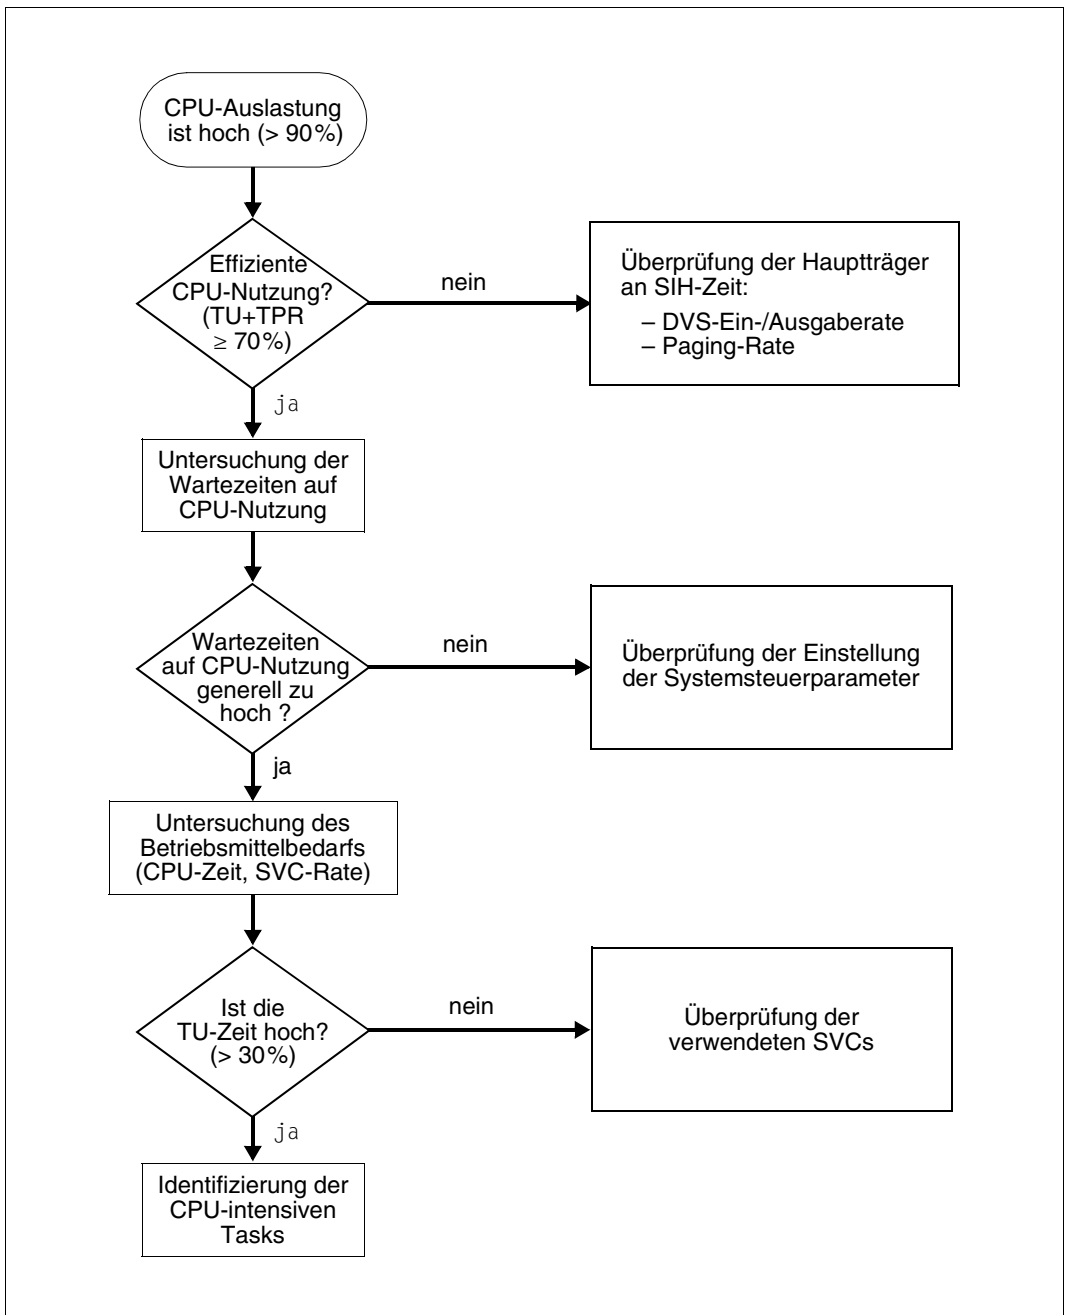 CPU-Auslastung
ist hoch (> 90%)
Effiziente
CPU-Nutzung?
(TU+TPR
≥ 70%)
nein
Überprüfung der Hauptträger
an SIH-Zeit:
– DVS-Ein-/Ausgaberate
– Paging-Rate
ja
Untersuchung der
Wartezeiten auf
CPU-Nutzung
Wartezeiten
auf CPU-Nutzung
generell zu
hoch ?
nein
Überprüfung der Einstellung
der Systemsteuerparameter
ja
Untersuchung des
Betriebsmittelbedarfs
(CPU-Zeit, SVC-Rate)
Ist die
TU-Zeit hoch?
(> 30%)
nein
Überprüfung der
verwendeten SVCs
ja
Identifizierung der
CPU-intensiven
Tasks